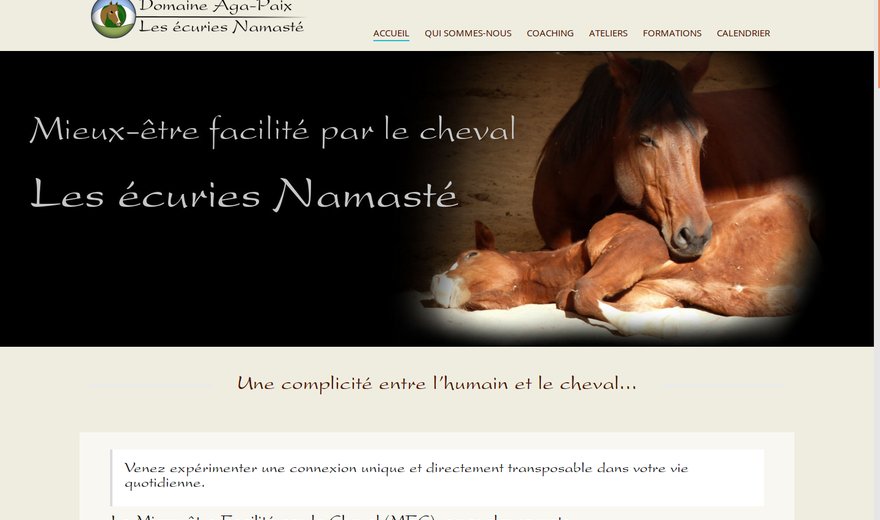 Domaine Aga-Paix
Les écuries Namasté
ACCUEIL QUI SOMMES-NOUS COACHING ATELIERS FORMATIONS CALENDRIER
Mieux-être facilité par le cheval
Les écuries Namasté
Une complicité entre l'humain et le cheval...
Venez expérimenter une connexion unique et directement transposable dans votre vie
quotidienne.